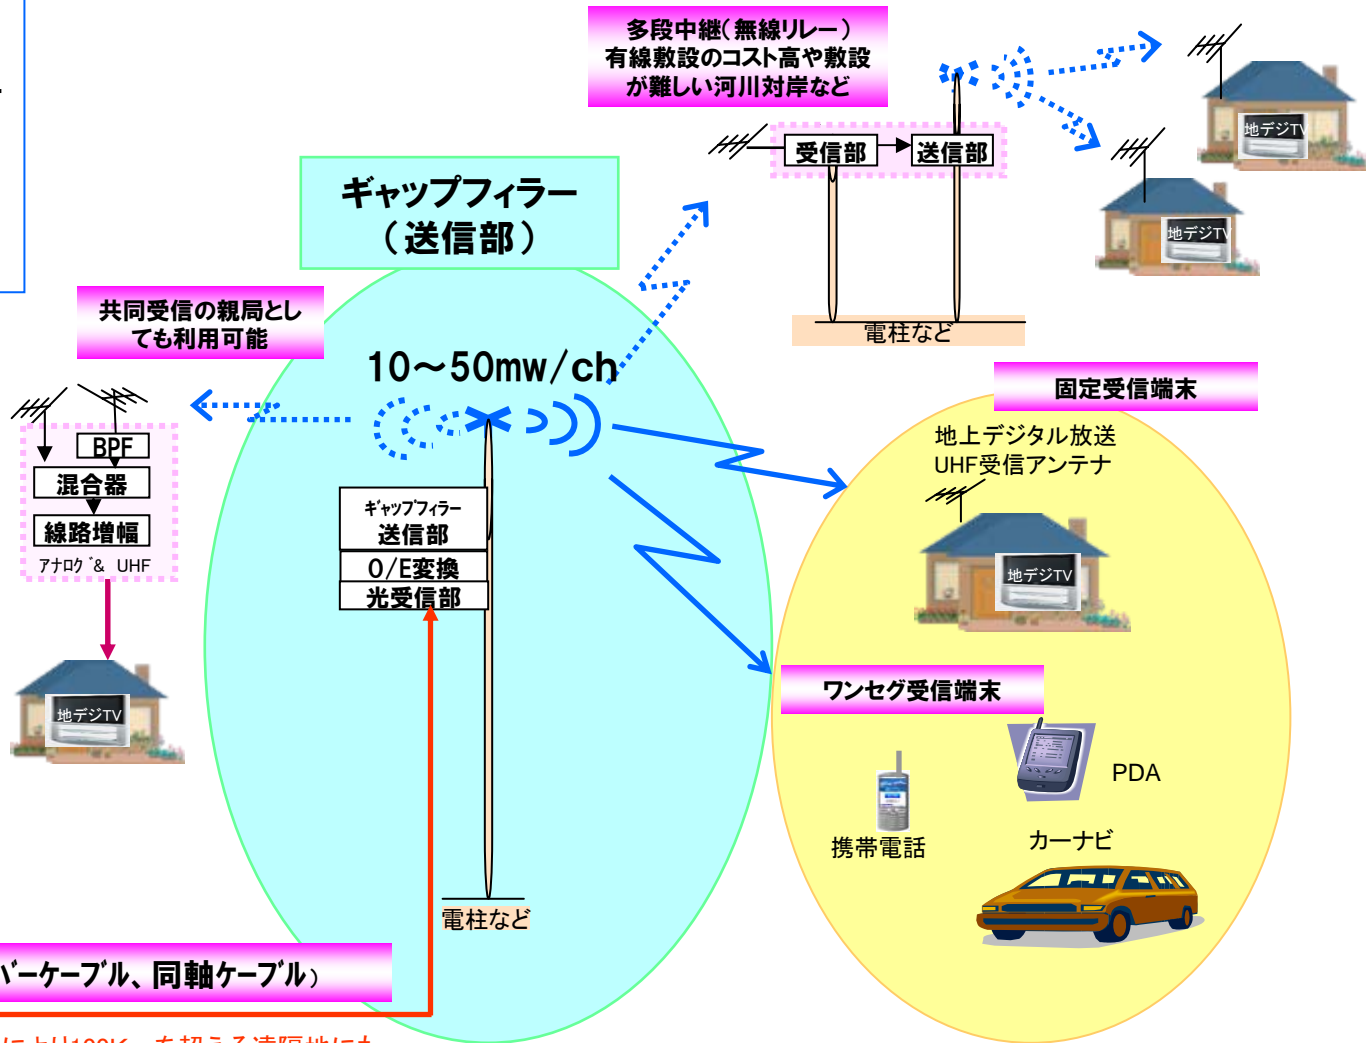 多段中継(無線リレー)
有線敷設のコスト高や敷設
が難しい河川対岸など
受信部
送信部
地デジTV
地デジTV
電柱など
ギャップフィラー
(送信部)
共同受信の親局とし
ても利用可能
10～50mw/ch
BPF
混合器
線路増幅
アナログ& UHF
地デジTV
ギャップフィラー
送信部
O/E変換
光受信部
電柱など
固定受信端末
地上デジタル放送
UHF受信アンテナ
地デジTV
ワンセグ受信端末
PDA
携帯電話
カーナビ
バーケーブル、同軸ケーブル)